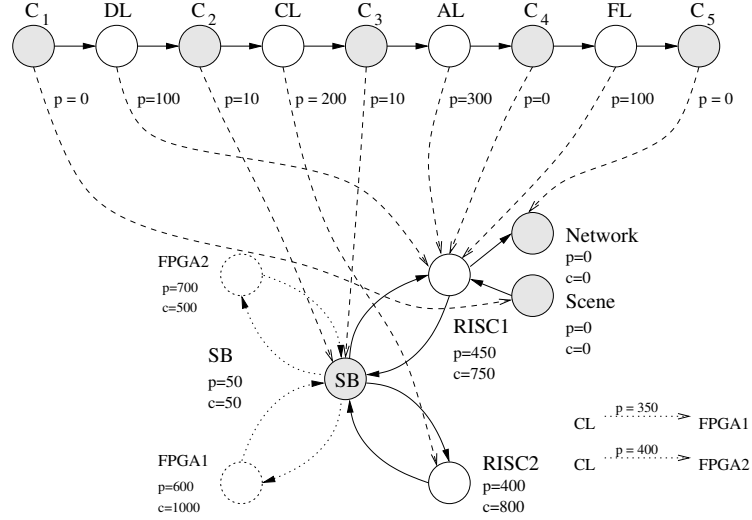 C1 DL C2 CL C3 AL C4 FL C5
p = 0 p=100 p=10 p = 200 p=10 p=300 p=0 p=100 p = 0
Network
p=0
c=0
Scene
p=0
c=0
FPGA2
p=700
c=500
RISC1
p=450
c=750
SB
p=50
c=50
SB
FPGA1
p=600
c=1000
RISC2
p=400
c=800
CL p = 350 FPGA1
CL p = 400 FPGA2